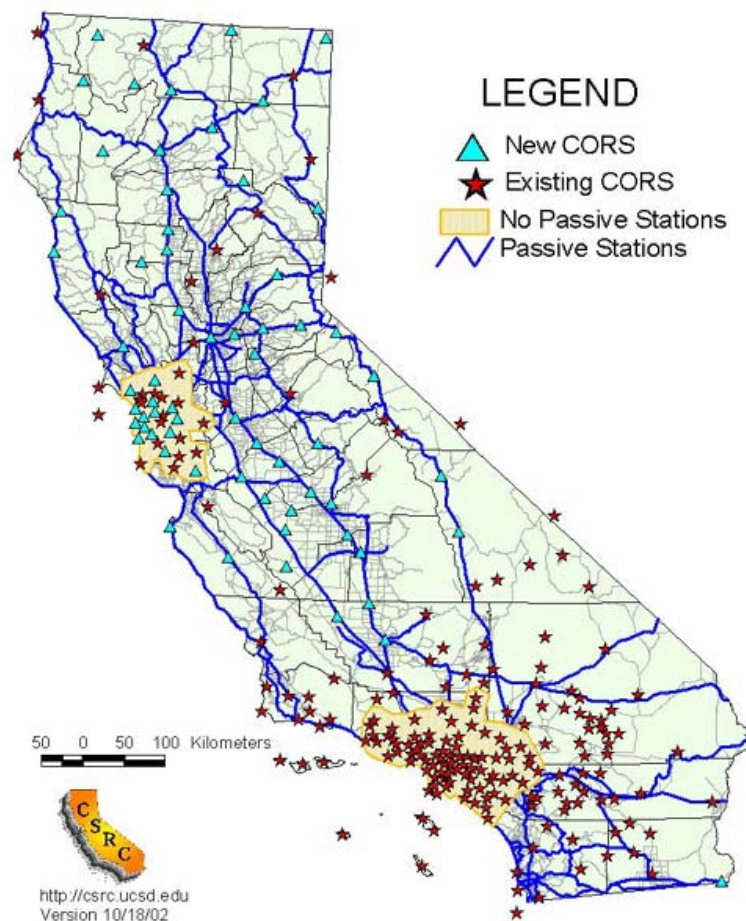 LEGEND
New CORS
Existing CORS
No Passive Stations
Passive Stations
50 0 50 100 Kilometers
C S R C
http://csrc.ucsd.edu
Version 10/18/02